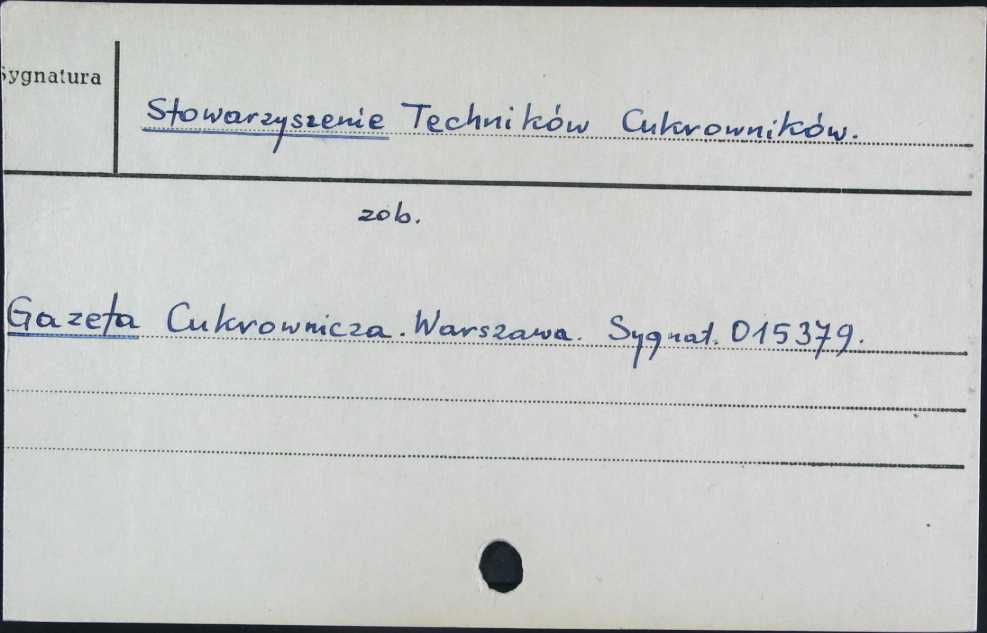 Sygnatura
Stowarzyszenie Techników Cukrowników.
zob.
Gazeta Cukrownicza. Warszawa. Sygnat. 015379.